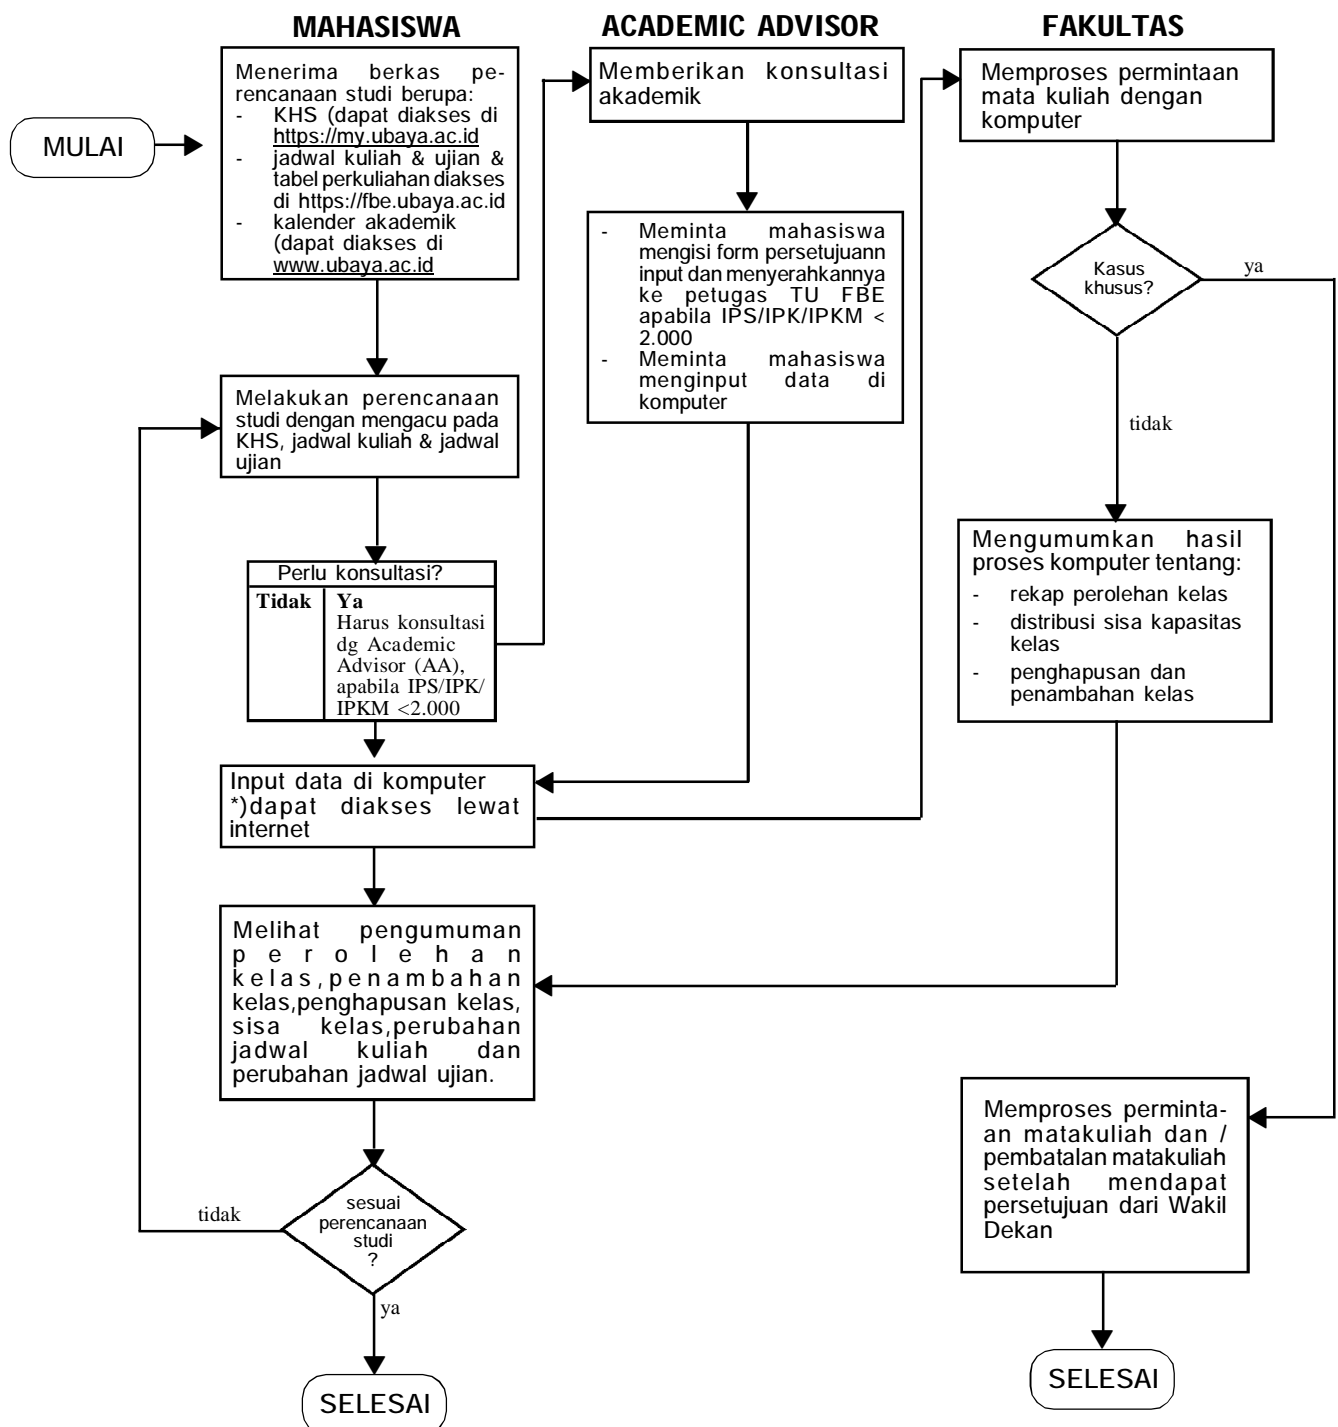 MAHASISWA
ACADEMIC ADVISOR
FAKULTAS
MULAI
Menerima berkas pe-
rencanaan studi berupa:
- KHS (dapat diakses di
https://my.ubaya.ac.id
- jadwal kuliah & ujian &
tabel perkuliahan diakses
di https://fbe.ubaya.ac.id
- kalender akademik
(dapat diakses di
www.ubaya.ac.id
Melakukan perencanaan
studi dengan mengacu pada
KHS, jadwal kuliah & jadwal
ujian
Perlu konsultasi?
Tidak
Ya
Harus konsultasi
dg Academic
Advisor (AA),
apabila IPS/IPK/
IPKM <2.000
Input data di komputer
*)dapat diakses lewat
internet
Melihat pengumuman
perolehan
kelas,penambahan
kelas,penghapusan kelas,
sisa kelas,perubahan
jadwal kuliah dan
perubahan jadwal ujian.
tidak
sesuai
perencanaan
studi
?
ya
SELESAI
Memberikan konsultasi
akademik
- Meminta mahasiswa
mengisi form persetujuann
input dan menyerahkannya
ke petugas TU FBE
apabila IPS/IPK/IPKM <
2.000
- Meminta mahasiswa
menginput data di
komputer
Memproses permintaan
mata kuliah dengan
komputer
Kasus
khusus?
ya
tidak
Mengumumkan hasil
proses komputer tentang:
- rekap perolehan kelas
- distribusi sisa kapasitas
kelas
- penghapusan dan
penambahan kelas
Memproses perminta-
an matakuliah dan /
pembatalan matakuliah
setelah mendapat
persetujuan dari Wakil
Dekan
SELESAI